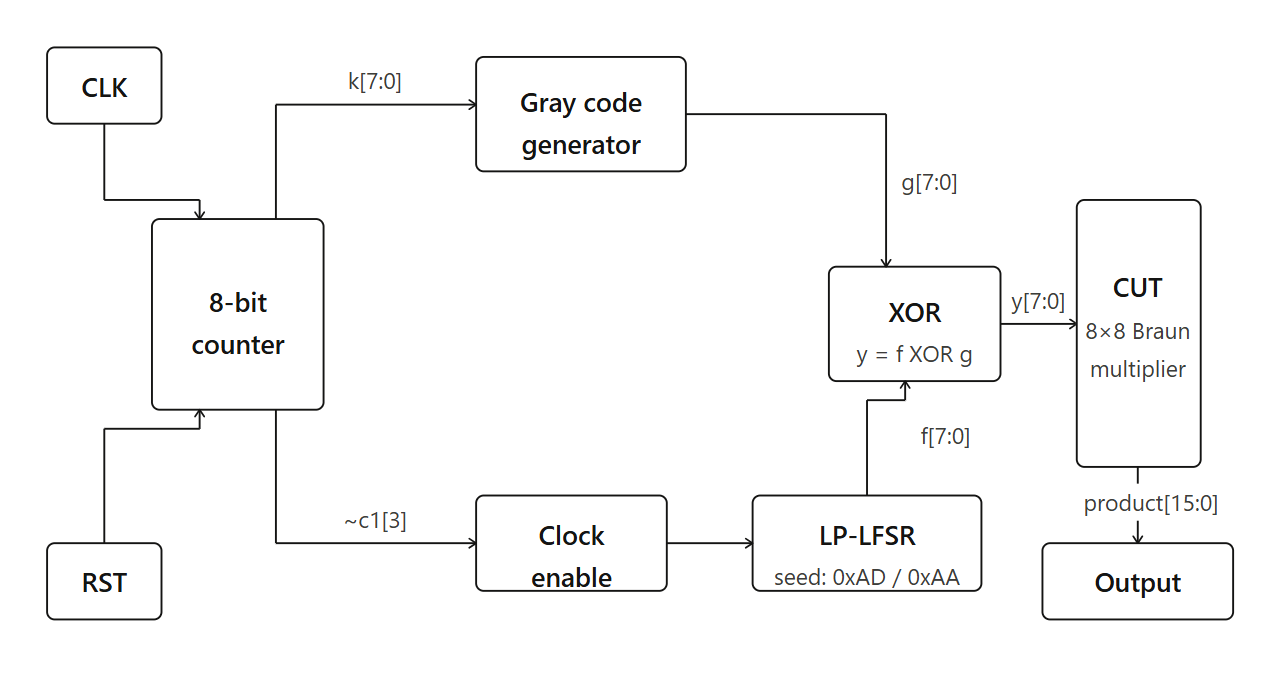 CLK
k[7:0]
Gray code
generator
g[7:0]
8-bit
counter
XOR
y = f XOR g
y[7:0]
CUT
8×8 Braun
multiplier
f[7:0]
~c1[3]
Clock
enable
LP-LFSR
seed: 0xAD / 0xAA
product[15:0]
RST
Output